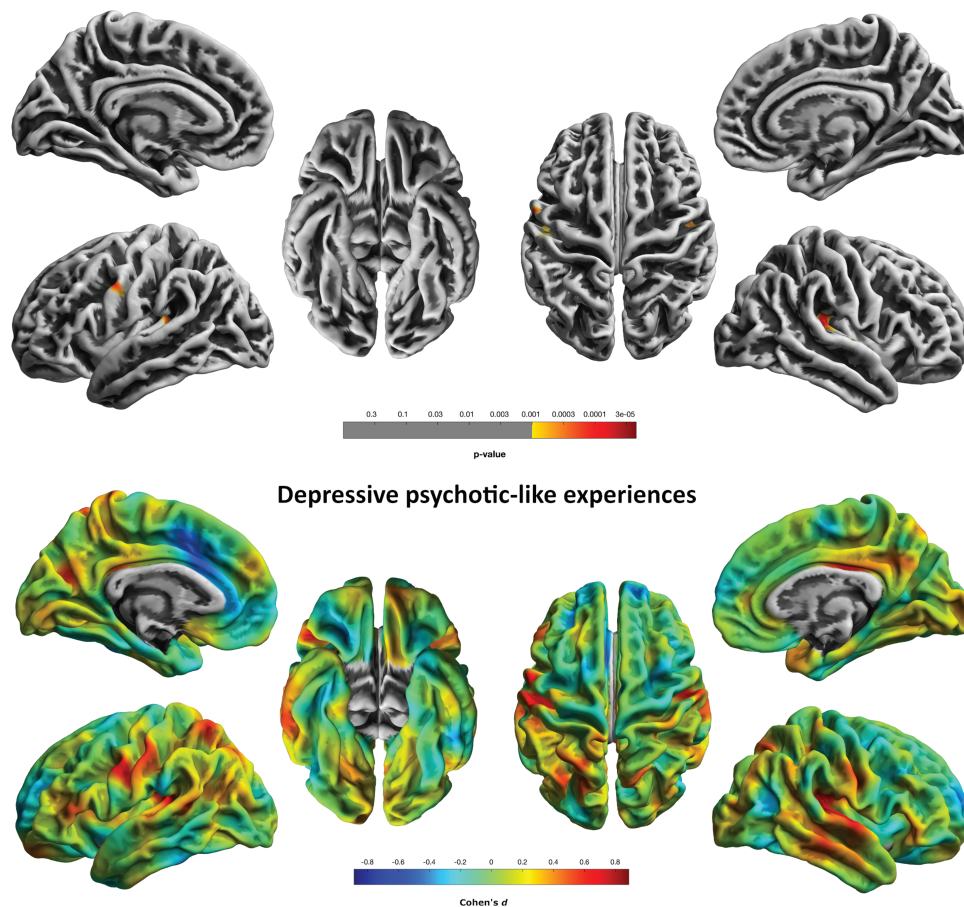 0.3 0.1 0.03 0.01 0.003 0.001 0.0003 0.0001 3e-05
p-value
Depressive psychotic-like experiences
-0.8 -0.6 -0.4 -0.2 0 0.2 0.4 0.6 0.8
Cohen's d